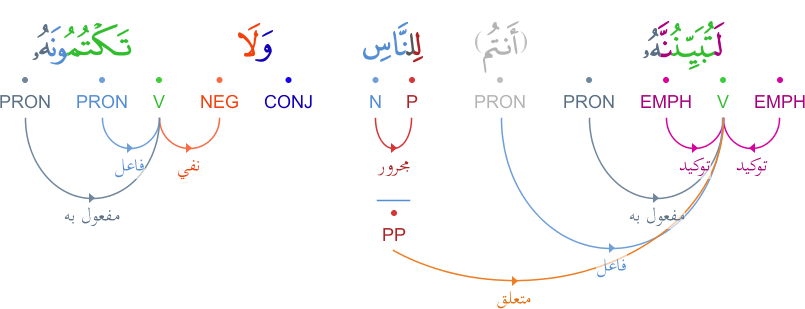 لَتُبَيِّنُنَّهُۥ (أَنتُم) لِلنَّاسِ وَلَا تَكْتُمُونَهُۥ
PRON PRON V NEG CONJ N P PRON PRON EMPH V EMPH
توكيد توكيد مجرور نفي فاعل
مفعول به مفعول به
PP
فاعل
متعلق